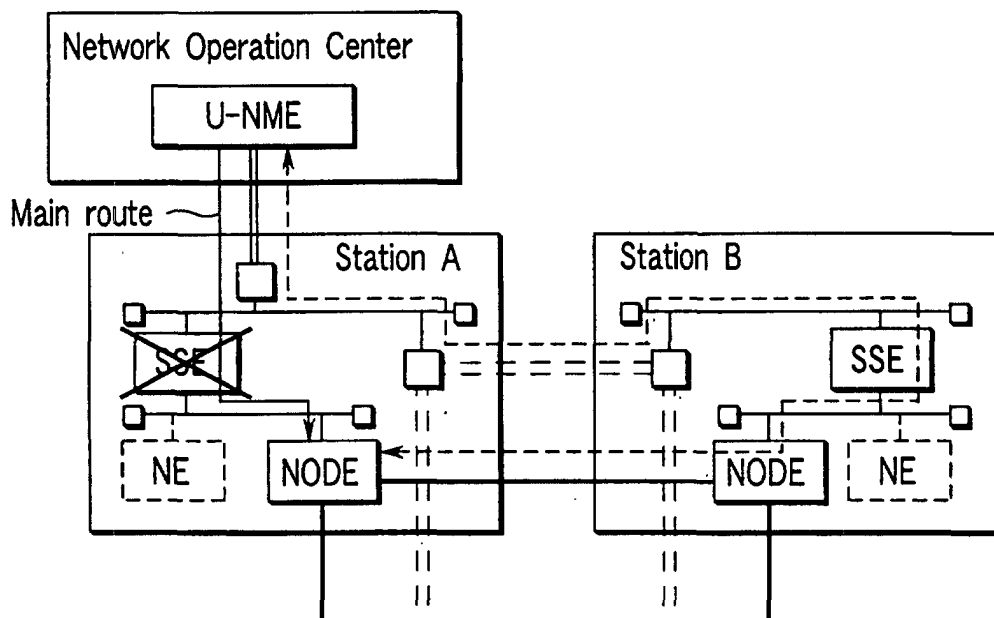 Network Operation Center
U-NME
Main route
Station A
Station B
SSE
SSE
NE
NODE
NODE
NE